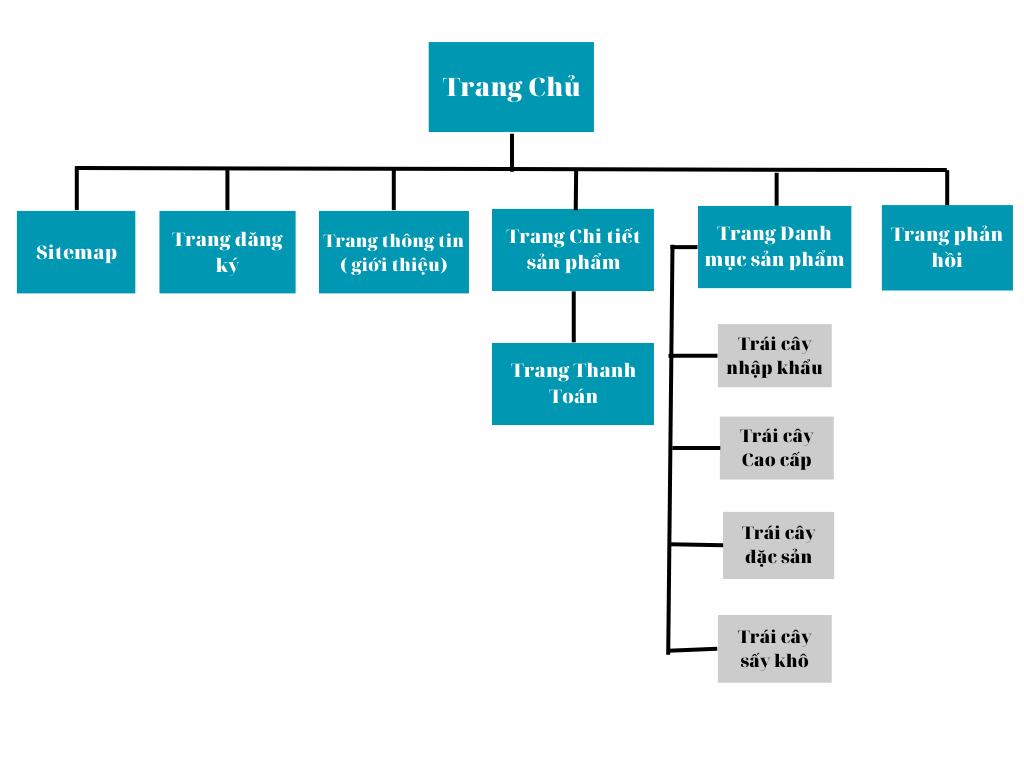 Trang Chủ
Sitemap
Trang đăng
ký
Trang thông tin
( giới thiệu)
Trang Chi tiết
sản phẩm
Trang Danh
mục sản phẩm
Trang phản
hồi
Trang Thanh
Toán
Trái cây
nhập khẩu
Trái cây
Cao cấp
Trái cây
đặc sản
Trái cây
sấy khô